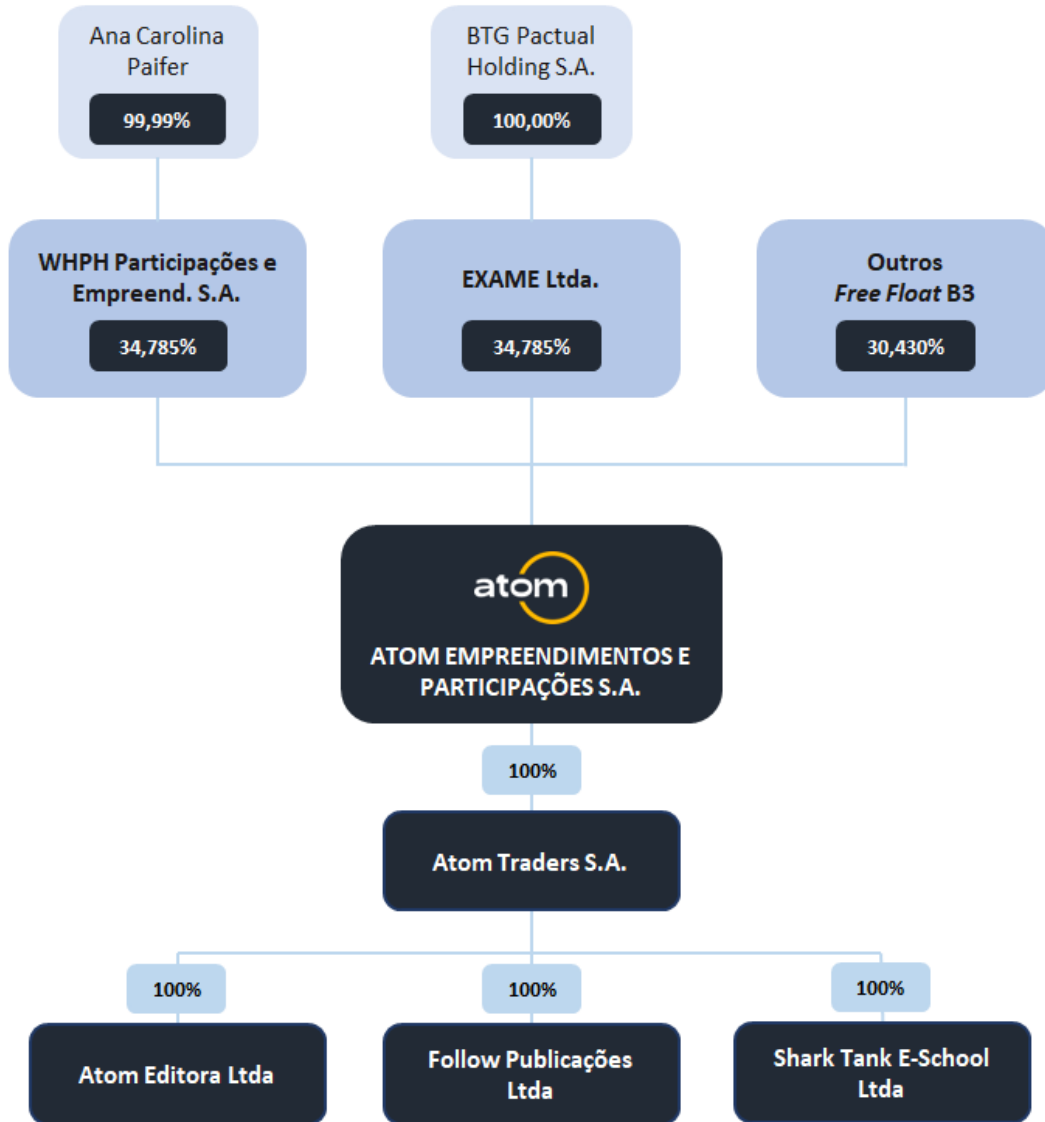 Ana Carolina
Paifer
99,99%
BTG Pactual
Holding S.A.
100,00%
WHPH Participações e
Empreend. S.A.
34,785%
EXAME Ltda.
34,785%
Outros
Free Float B3
30,430%
atom
ATOM EMPREENDIMENTOS E
PARTICIPAÇÕES S.A.
100%
Atom Traders S.A.
100%
100%
100%
Atom Editora Ltda
Follow Publicações
Ltda
Shark Tank E-School
Ltda